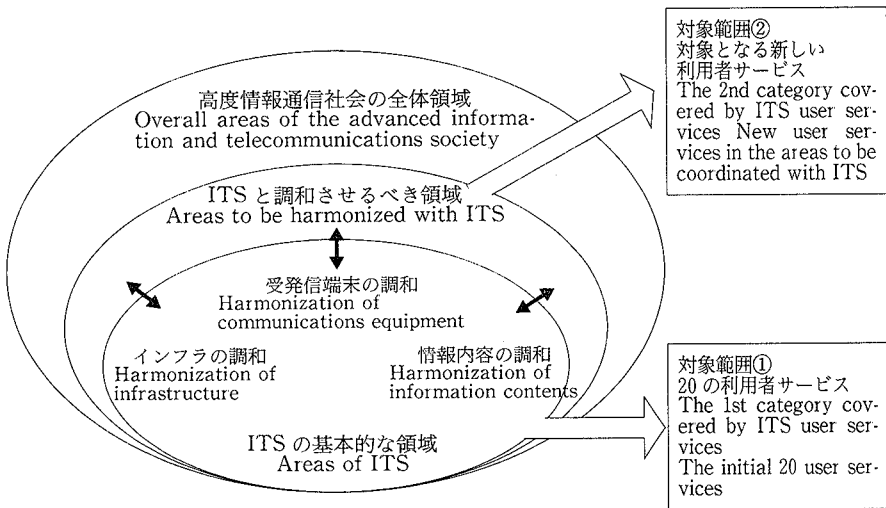 高度情報通信社会の全体領域
Overall areas of the advanced informa-
tion and telecommunications society
ITS と調和させるべき領域
Areas to be harmonized with ITS
受発信端末の調和
Harmonization of
communications equipment
インフラの調和
Harmonization of
infrastructure
情報内容の調和
Harmonization of
information contents
ITS の基本的な領域
Areas of ITS
対象範囲②
対象となる新しい
利用者サービス
The 2nd category cov-
ered by ITS user ser-
vices New user ser-
vices in the areas to be
coordinated with ITS
対象範囲①
20 の利用者サービス
The 1st category cov-
ered by ITS user ser-
vices
The initial 20 user ser-
vices